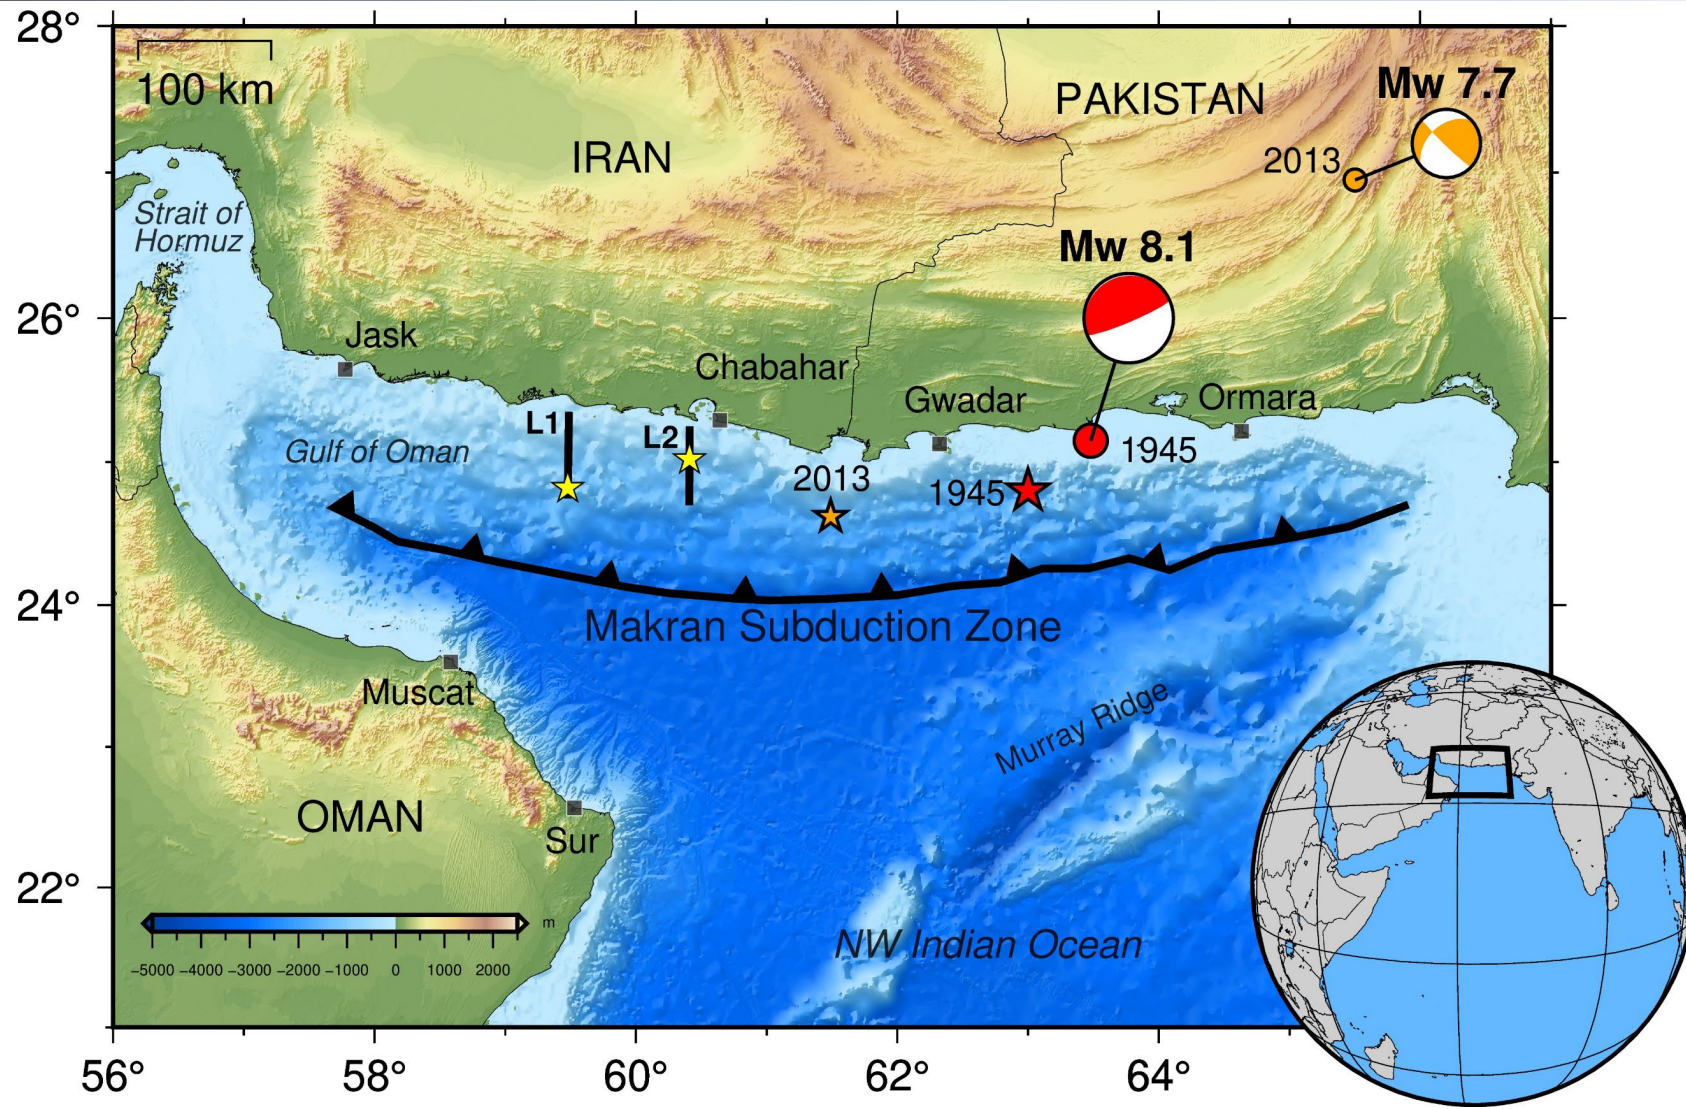 28°
100 km
PAKISTAN
Mw 7.7
IRAN
2013
Strait of
Hormuz
Mw 8.1
26°
Jask
Chabahar
Gwadar
Ormara
L1
L2
Gulf of Oman
1945
2013
1945
24°
Makran Subduction Zone
Muscat
Murray Ridge
OMAN
Sur
22°
m
NW Indian Ocean
−5000 −4000 −3000 −2000 −1000 0 1000 2000
56° 58° 60° 62° 64°